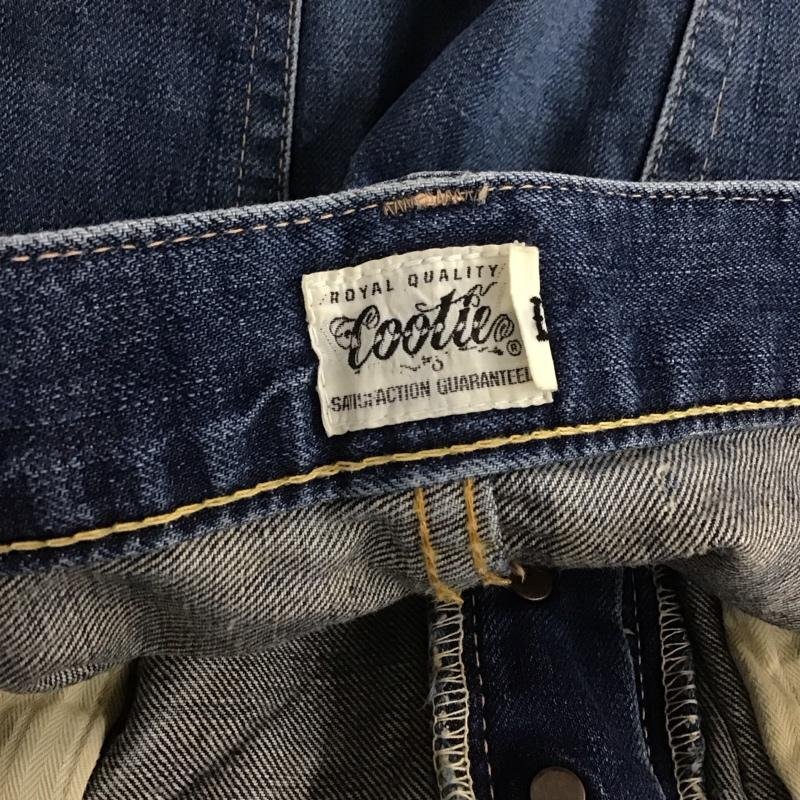 ROYAL QUALITY
Cootie ®
SATISFACTION GUARANTEED